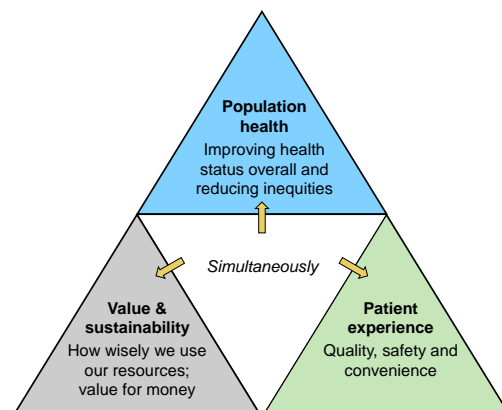 Population
health
Improving health
status overall and
reducing inequities
Simultaneously
Value &
sustainability
How wisely we use
our resources;
value for money
Patient
experience
Quality, safety and
convenience